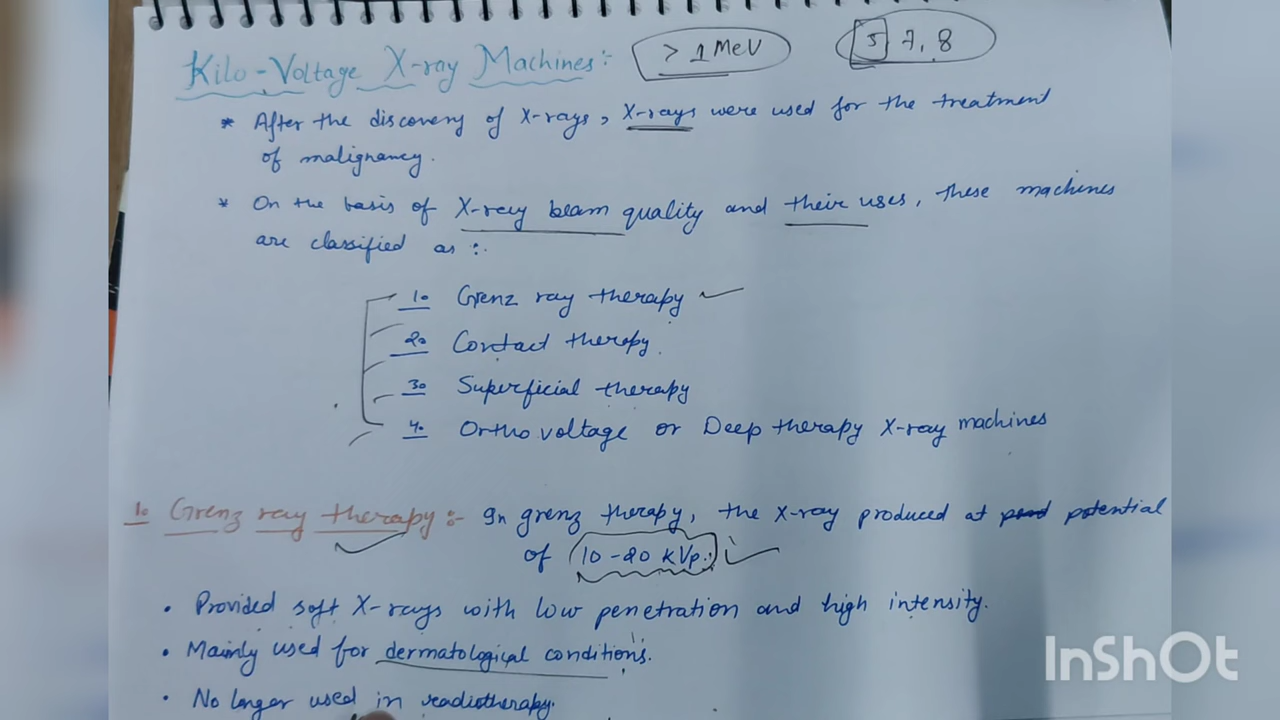 Kilo-Voltage X-ray Machines:- > 1 MeV 5 7, 8
* After the discovery of X-rays, X-rays were used for the treatment
of malignancy.
* On the basis of X-ray beam quality and their uses, these machines
are classified as :-
1. Grenz ray therapy
2. Contact therapy.
3. Superficial therapy
4. Orthovoltage or Deep therapy X-ray machines
1. Grenz ray therapy:- In grenz therapy, the X-ray produced at potential
of 10-20 kVp.
• Provided soft X-rays with low penetration and high intensity.
• Mainly used for dermatological conditions.
• No longer used in readiotherapy.
InShOt